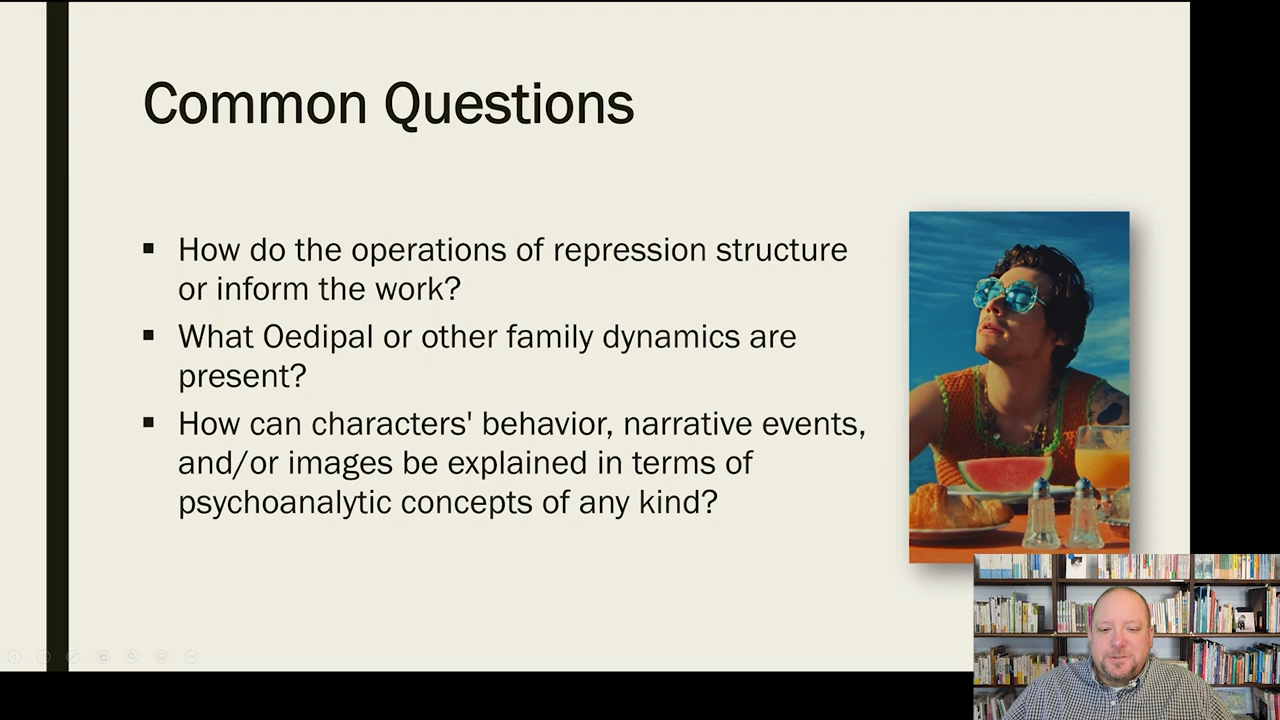 Common Questions
▪ How do the operations of repression structure
or inform the work?
▪ What Oedipal or other family dynamics are
present?
▪ How can characters' behavior, narrative events,
and/or images be explained in terms of
psychoanalytic concepts of any kind?